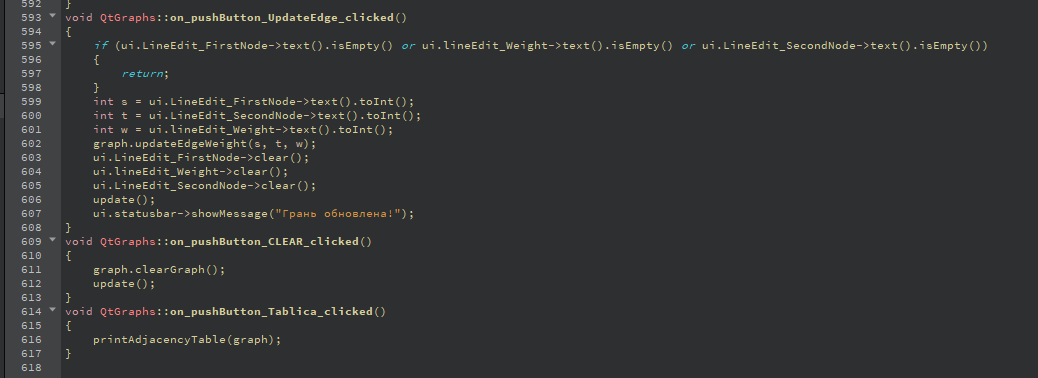 592 }
593 void QtGraphs::on_pushButton_UpdateEdge_clicked()
594 {
595 if (ui.LineEdit_FirstNode->text().isEmpty() or ui.lineEdit_Weight->text().isEmpty() or ui.LineEdit_SecondNode->text().isEmpty())
596 {
597 return;
598 }
599 int s = ui.LineEdit_FirstNode->text().toInt();
600 int t = ui.LineEdit_SecondNode->text().toInt();
601 int w = ui.lineEdit_Weight->text().toInt();
602 graph.updateEdgeWeight(s, t, w);
603 ui.LineEdit_FirstNode->clear();
604 ui.lineEdit_Weight->clear();
605 ui.LineEdit_SecondNode->clear();
606 update();
607 ui.statusbar->showMessage("Грань обновлена!");
608 }
609 void QtGraphs::on_pushButton_CLEAR_clicked()
610 {
611 graph.clearGraph();
612 update();
613 }
614 void QtGraphs::on_pushButton_Tablica_clicked()
615 {
616 printAdjacencyTable(graph);
617 }
618